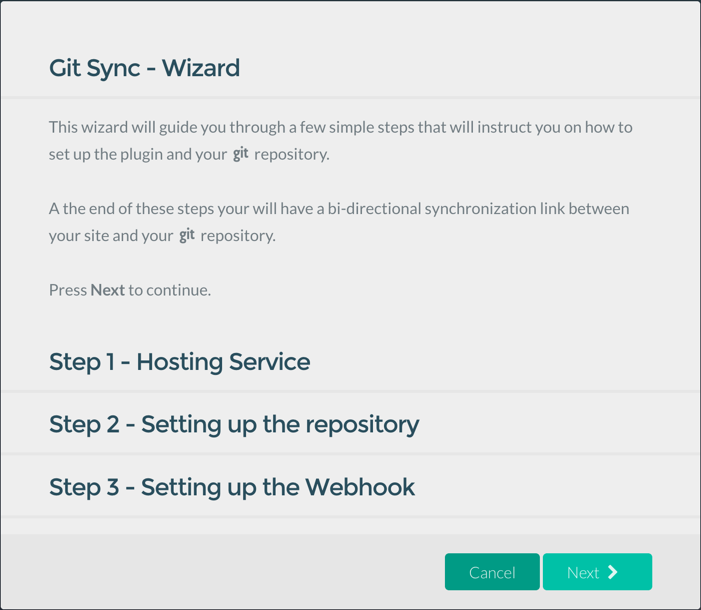 Git Sync - Wizard
This wizard will guide you through a few simple steps that will instruct you on how to
set up the plugin and your git repository.
A the end of these steps your will have a bi-directional synchronization link between
your site and your git repository.
Press Next to continue.
Step 1 - Hosting Service
Step 2 - Setting up the repository
Step 3 - Setting up the Webhook
Cancel
Next